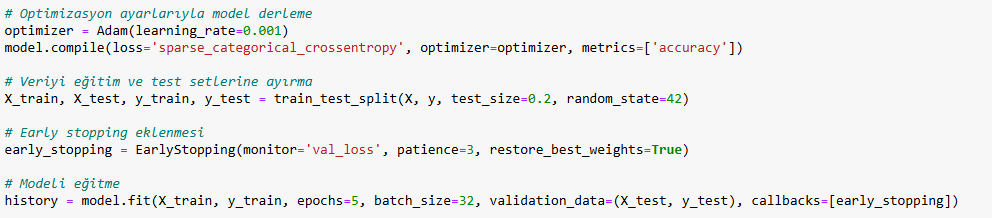 # Optimizasyon ayarlarıyla model derleme
optimizer = Adam(learning_rate=0.001)
model.compile(loss='sparse_categorical_crossentropy', optimizer=optimizer, metrics=['accuracy'])
# Veriyi eğitim ve test setlerine ayırma
X_train, X_test, y_train, y_test = train_test_split(X, y, test_size=0.2, random_state=42)
# Early stopping eklenmesi
early_stopping = EarlyStopping(monitor='val_loss', patience=3, restore_best_weights=True)
# Modeli eğitme
history = model.fit(X_train, y_train, epochs=5, batch_size=32, validation_data=(X_test, y_test), callbacks=[early_stopping])